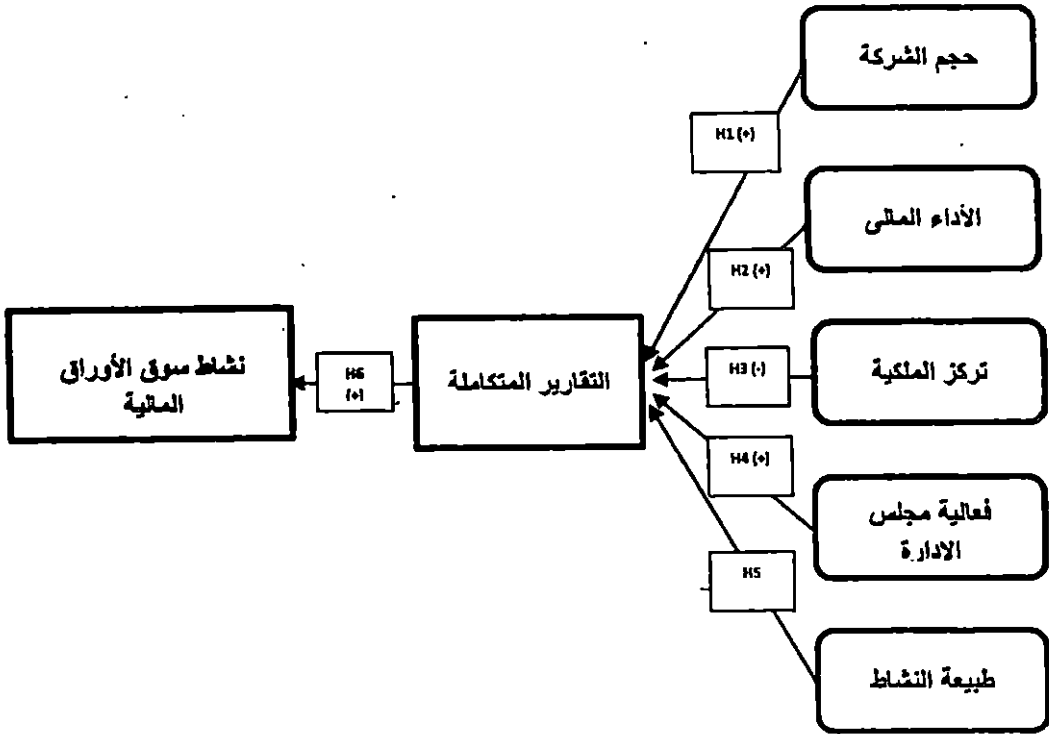 حجم الشركة
H1 (+)
الأداء المالى
H2 (+)
تركز الملكية
H3 (-)
فعالية مجلس
الادارة
H4 (+)
طبيعة النشاط
H5
التقارير المتكاملة
H6
(+)
نشاط سوق الأوراق
المالية